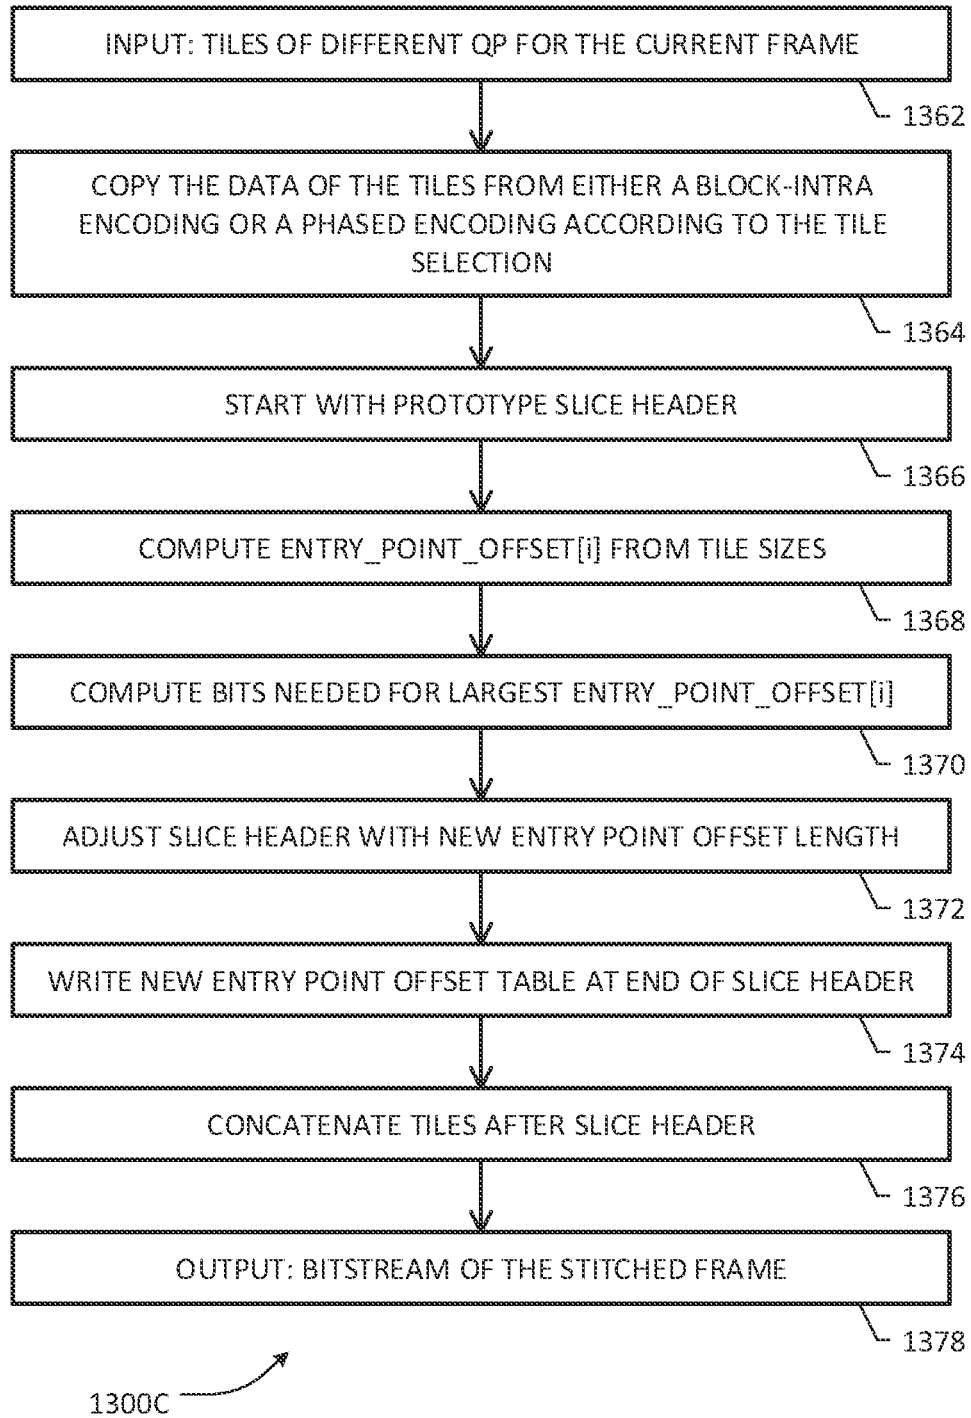 INPUT: TILES OF DIFFERENT QP FOR THE CURRENT FRAME
1362
COPY THE DATA OF THE TILES FROM EITHER A BLOCK-INTRA
ENCODING OR A PHASED ENCODING ACCORDING TO THE TILE
SELECTION
1364
START WITH PROTOTYPE SLICE HEADER
1366
COMPUTE ENTRY_POINT_OFFSET[i] FROM TILE SIZES
1368
COMPUTE BITS NEEDED FOR LARGEST ENTRY_POINT_OFFSET[i]
1370
ADJUST SLICE HEADER WITH NEW ENTRY POINT OFFSET LENGTH
1372
WRITE NEW ENTRY POINT OFFSET TABLE AT END OF SLICE HEADER
1374
CONCATENATE TILES AFTER SLICE HEADER
1376
OUTPUT: BITSTREAM OF THE STITCHED FRAME
1378
1300C